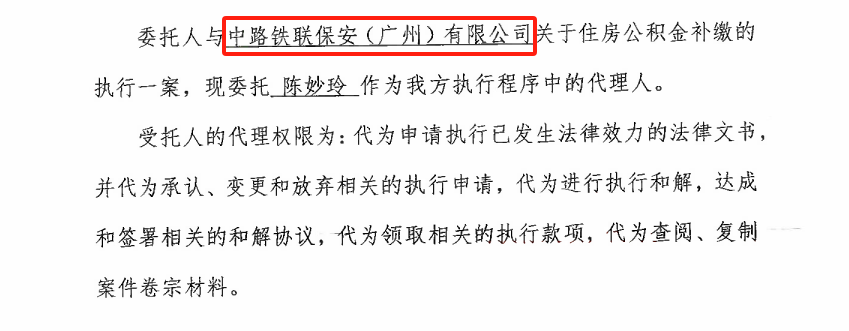 委托人与中路铁联保安（广州）有限公司关于住房公积金补缴的
执行一案，现委托 陈妙玲 作为我方执行程序中的代理人。
受托人的代理权限为：代为申请执行已发生法律效力的法律文书，
并代为承认、变更和放弃相关的执行申请，代为进行执行和解，达成
和签署相关的和解协议，代为领取相关的执行款项，代为查阅、复制
案件卷宗材料。